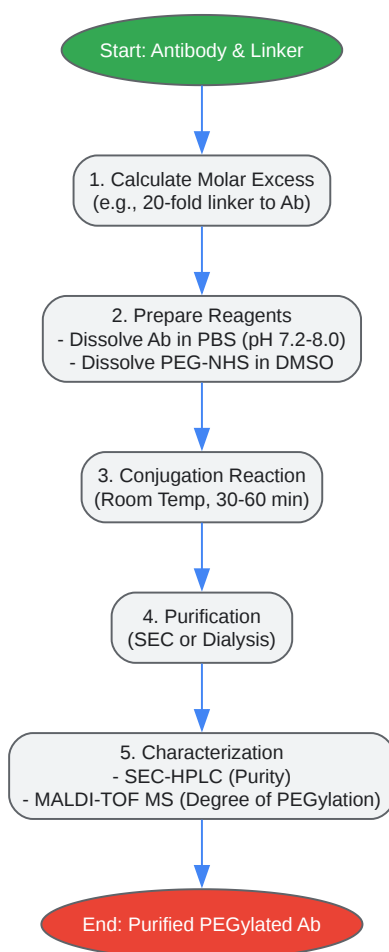 Start: Antibody & Linker
1. Calculate Molar Excess
(e.g., 20-fold linker to Ab)
2. Prepare Reagents
- Dissolve Ab in PBS (pH 7.2-8.0)
- Dissolve PEG-NHS in DMSO
3. Conjugation Reaction
(Room Temp, 30-60 min)
4. Purification
(SEC or Dialysis)
5. Characterization
- SEC-HPLC (Purity)
- MALDI-TOF MS (Degree of PEGylation)
End: Purified PEGylated Ab